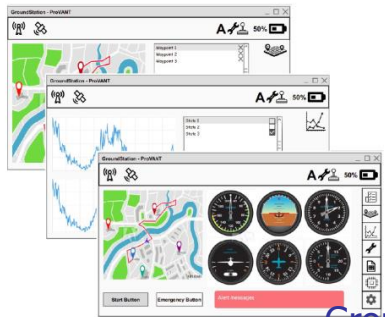 GroundStation - ProVANT
A 50%
Waypoint 1 X
Waypoint 2 X
Waypoint 3 X
GroundStation - ProVANT
A 50%
State 1
State 2
State 3
GroundStation - ProVANT
A 50%
Start Button
Emergency Button
Alert messages